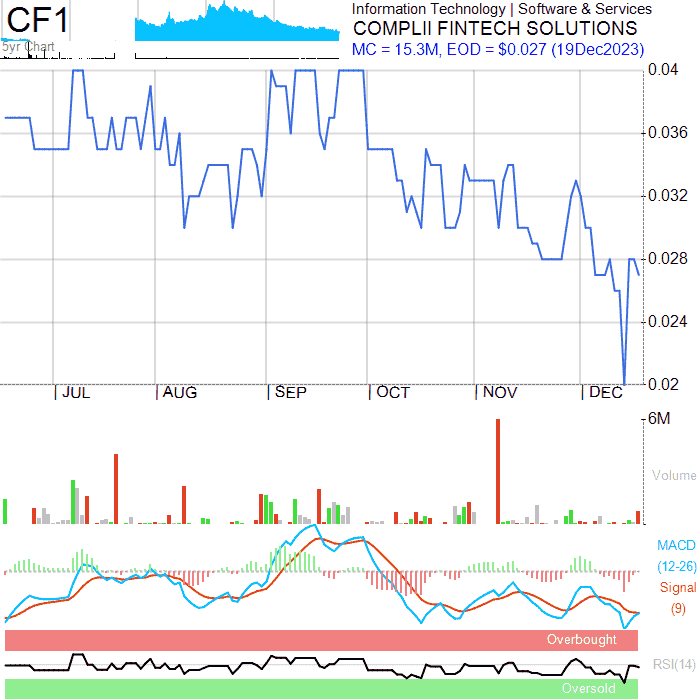 CF1
Information Technology | Software & Services
COMPLII FINTECH SOLUTIONS
MC = 15.3M, EOD = $0.027 (19Dec2023)
5yr Chart
0.04
0.036
0.032
0.028
0.024
0.02
JUL AUG SEP OCT NOV DEC
6M
Volume
MACD
(12-26)
Signal
(9)
Overbought
RSI(14)
Oversold